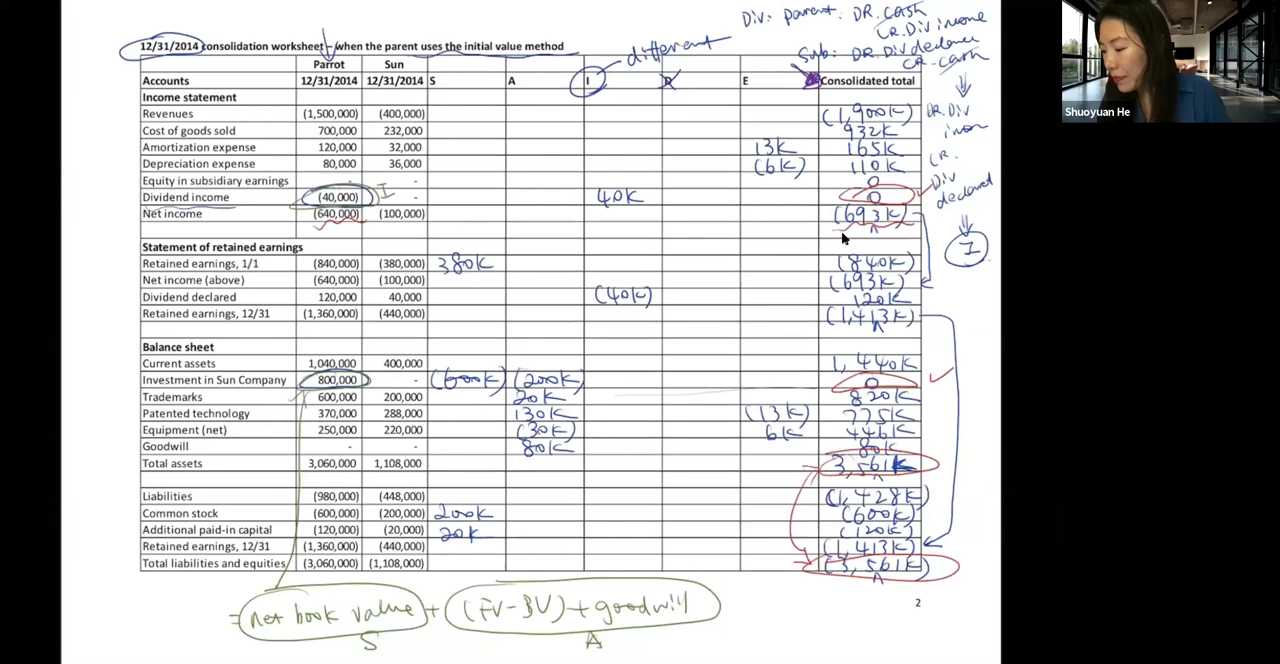 Div. parent. DR. cash
CR. Div income
different
Sub: DR. Div declared
CR. cash
12/31/2014 consolidation worksheet – when the parent uses the initial value method
Parrot Sun
Accounts 12/31/2014 12/31/2014 S A I D E Consolidated total
Income statement
Revenues (1,500,000) (400,000) (1,900K)
Cost of goods sold 700,000 232,000 932K
Amortization expense 120,000 32,000 13K 165K
Depreciation expense 80,000 36,000 (6K) 110K
Equity in subsidiary earnings - - 0
Dividend income (40,000) I - 40K 0
Net income (640,000) (100,000) (693K)
DR. Div
CR.
Div
declared
I
Statement of retained earnings
Retained earnings, 1/1 (840,000) (380,000) 380K (840K)
Net income (above) (640,000) (100,000) (693K)
Dividend declared 120,000 40,000 (40K) 120K
Retained earnings, 12/31 (1,360,000) (440,000) (1,413K)
Balance sheet
Current assets 1,040,000 400,000 1,440K
Investment in Sun Company 800,000 - (600K) (200K) 0
Trademarks 600,000 200,000 20K 820K
Patented technology 370,000 288,000 130K (13K) 775K
Equipment (net) 250,000 220,000 (30K) 6K 446K
Goodwill - - 80K 80K
Total assets 3,060,000 1,108,000 3,561K
Liabilities (980,000) (448,000) (1,428K)
Common stock (600,000) (200,000) 200K (600K)
Additional paid-in capital (120,000) (20,000) 20K (120K)
Retained earnings, 12/31 (1,360,000) (440,000) (1,413K)
Total liabilities and equities (3,060,000) (1,108,000) (3,561K)
= net book value + (FV-BV) + goodwill
S A
2
Shuoyuan He